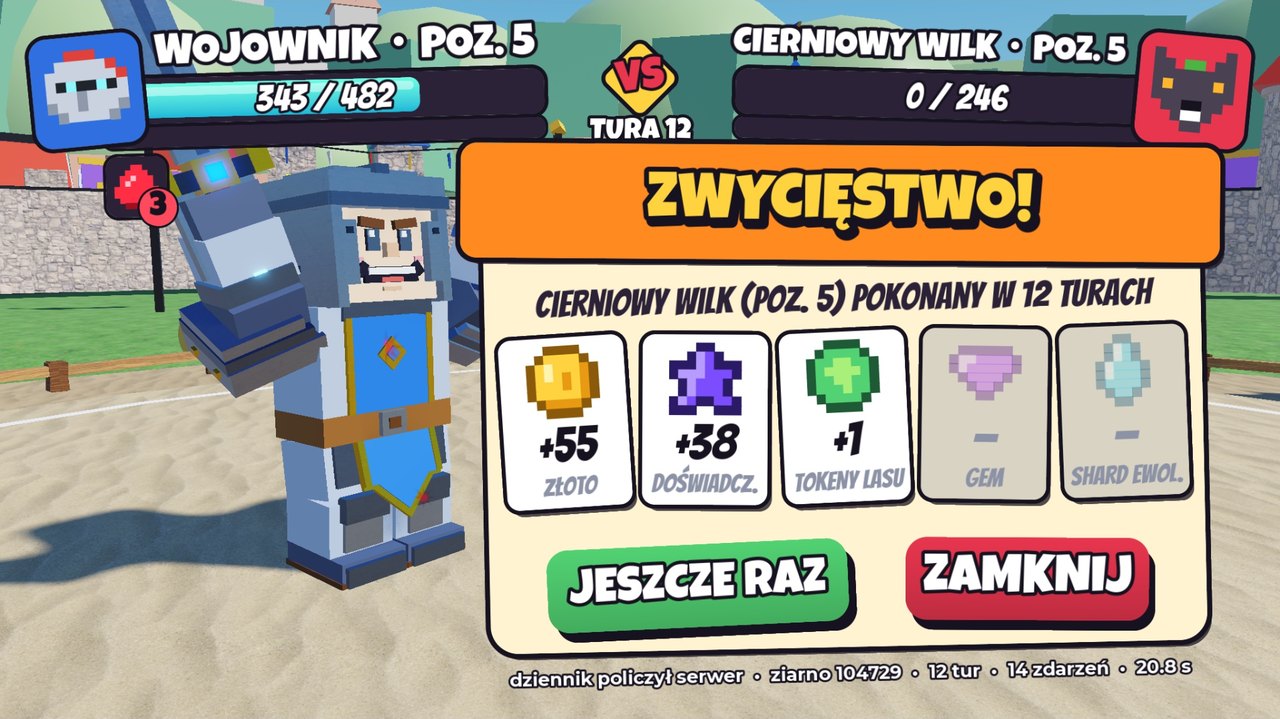 WOJOWNIK • POZ. 5
343 / 482
VS
TURA 12
CIERNIOWY WILK • POZ. 5
0 / 246
3
ZWYCIĘSTWO!
CIERNIOWY WILK (POZ. 5) POKONANY W 12 TURACH
+55
ZŁOTO
+38
DOŚWIADCZ.
+1
TOKENY LASU
–
GEM
–
SHARD EWOL.
JESZCZE RAZ
ZAMKNIJ
dziennik policzył serwer • ziarno 104729 • 12 tur • 14 zdarzeń • 20.8 s